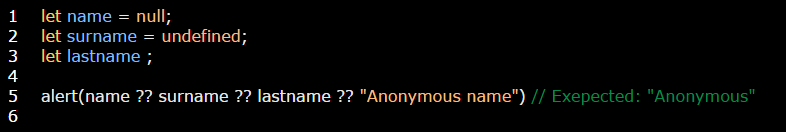 1 let name = null;
2 let surname = undefined;
3 let lastname ;
4
5 alert(name ?? surname ?? lastname ?? "Anonymous name") // Exepected: "Anonymous"
6